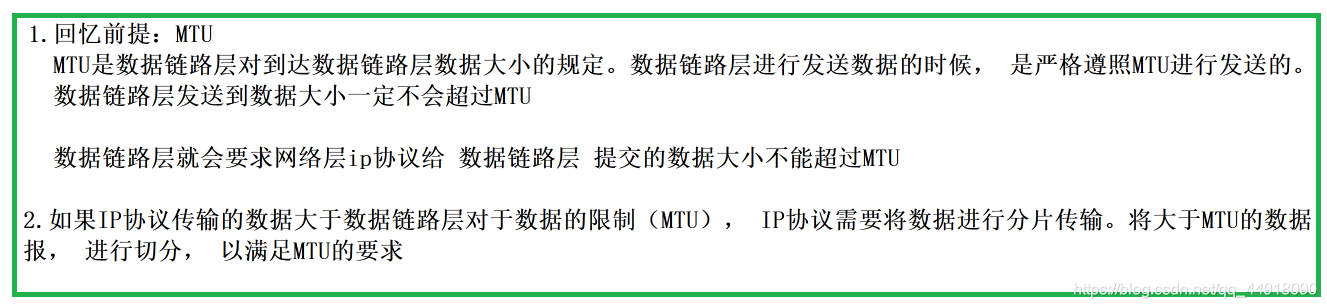 1.回忆前提：MTU
MTU是数据链路层对到达数据链路层数据大小的规定。数据链路层进行发送数据的时候， 是严格遵照MTU进行发送的。
数据链路层发送到数据大小一定不会超过MTU
数据链路层就会要求网络层ip协议给 数据链路层 提交的数据大小不能超过MTU
2.如果IP协议传输的数据大于数据链路层对于数据的限制（MTU）， IP协议需要将数据进行分片传输。将大于MTU的数据
报， 进行切分， 以满足MTU的要求
https://blog.csdn.net/qq_44918090